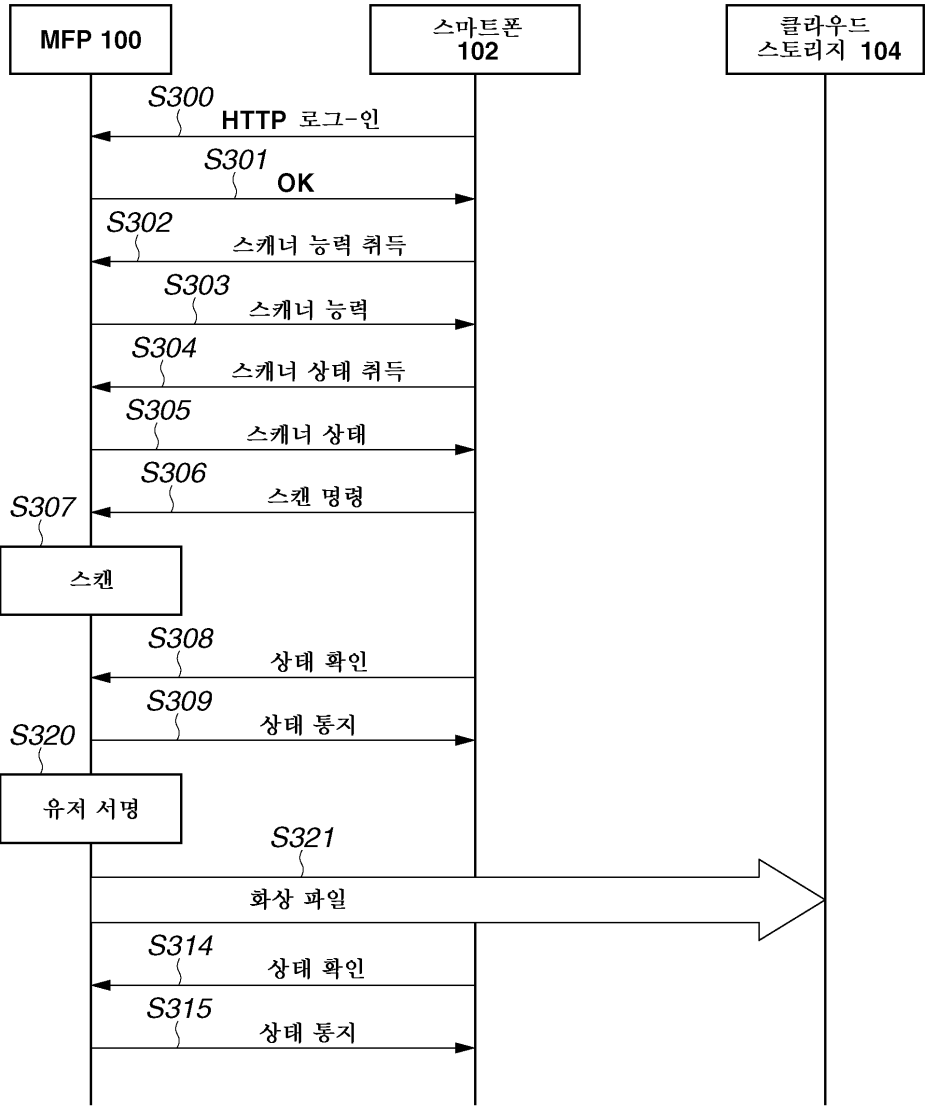 MFP 100
스마트폰
102
클라우드
스토리지 104
S300
HTTP 로그-인
S301
OK
S302
스캐너 능력 취득
S303
스캐너 능력
S304
스캐너 상태 취득
S305
스캐너 상태
S306
스캔 명령
S307
스캔
S308
상태 확인
S309
상태 통지
S320
유저 서명
S321
화상 파일
S314
상태 확인
S315
상태 통지